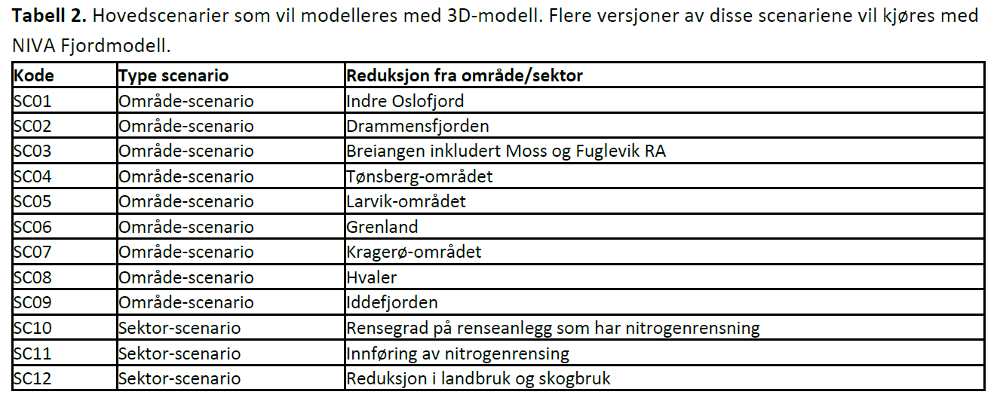 Tabell 2. Hovedscenarier som vil modelleres med 3D-modell. Flere versjoner av disse scenariene vil kjøres med
NIVA Fjordmodell.
Kode Type scenario Reduksjon fra område/sektor
SC01 Område-scenario Indre Oslofjord
SC02 Område-scenario Drammensfjorden
SC03 Område-scenario Breiangen inkludert Moss og Fuglevik RA
SC04 Område-scenario Tønsberg-området
SC05 Område-scenario Larvik-området
SC06 Område-scenario Grenland
SC07 Område-scenario Kragerø-området
SC08 Område-scenario Hvaler
SC09 Område-scenario Iddefjorden
SC10 Sektor-scenario Rensegrad på renseanlegg som har nitrogenrensning
SC11 Sektor-scenario Innføring av nitrogenrensing
SC12 Sektor-scenario Reduksjon i landbruk og skogbruk